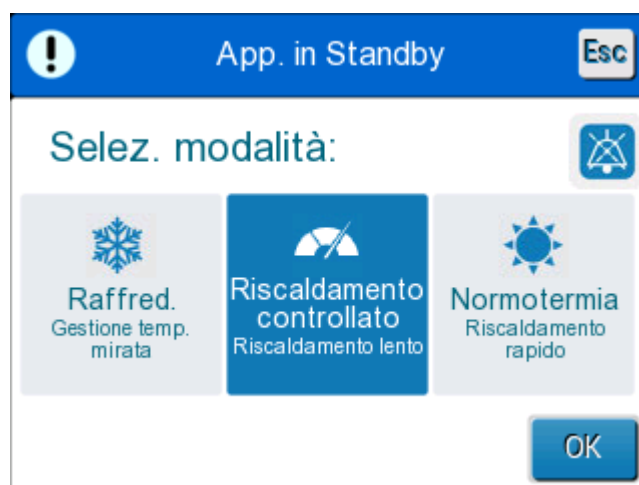 App. in Standby
Esc
Selez. modalità:
Raffred.
Gestione temp.
mirata
Riscaldamento
controllato
Riscaldamento lento
Normotermia
Riscaldamento
rapido
OK